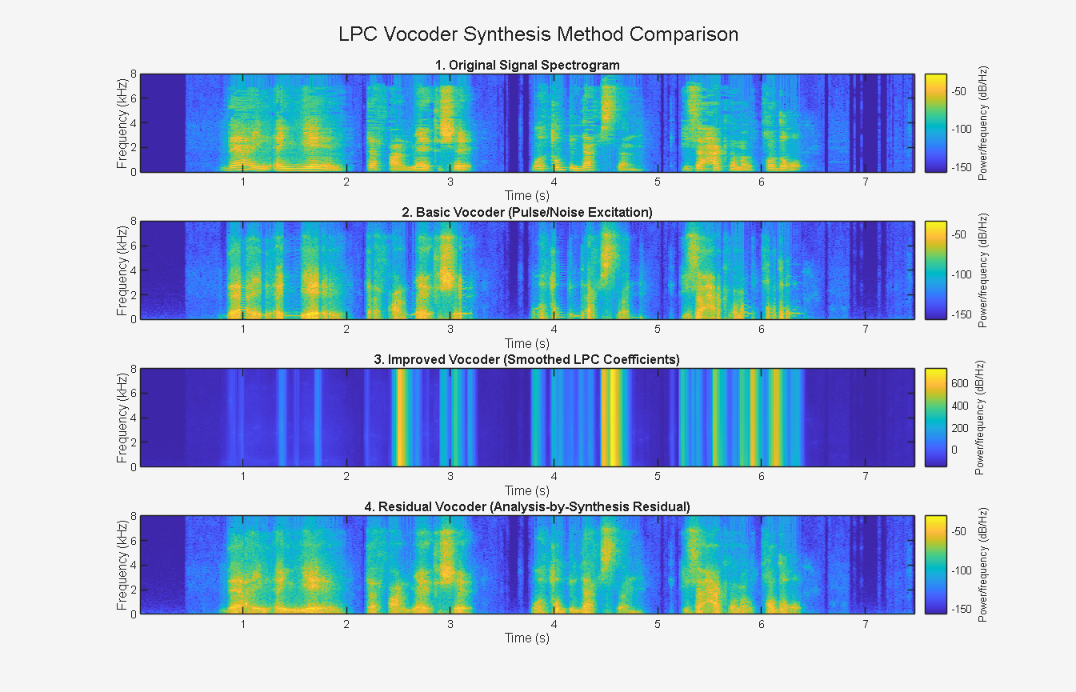 LPC Vocoder Synthesis Method Comparison
1. Original Signal Spectrogram
Frequency (kHz)
8
6
4
2
0
1 2 3 4 5 6 7
Time (s)
-50
-100
-150
Power/frequency (dB/Hz)
2. Basic Vocoder (Pulse/Noise Excitation)
Frequency (kHz)
8
6
4
2
0
1 2 3 4 5 6 7
Time (s)
-50
-100
-150
Power/frequency (dB/Hz)
3. Improved Vocoder (Smoothed LPC Coefficients)
Frequency (kHz)
8
6
4
2
0
1 2 3 4 5 6 7
Time (s)
600
400
200
0
Power/frequency (dB/Hz)
4. Residual Vocoder (Analysis-by-Synthesis Residual)
Frequency (kHz)
8
6
4
2
0
1 2 3 4 5 6 7
Time (s)
-50
-100
-150
Power/frequency (dB/Hz)